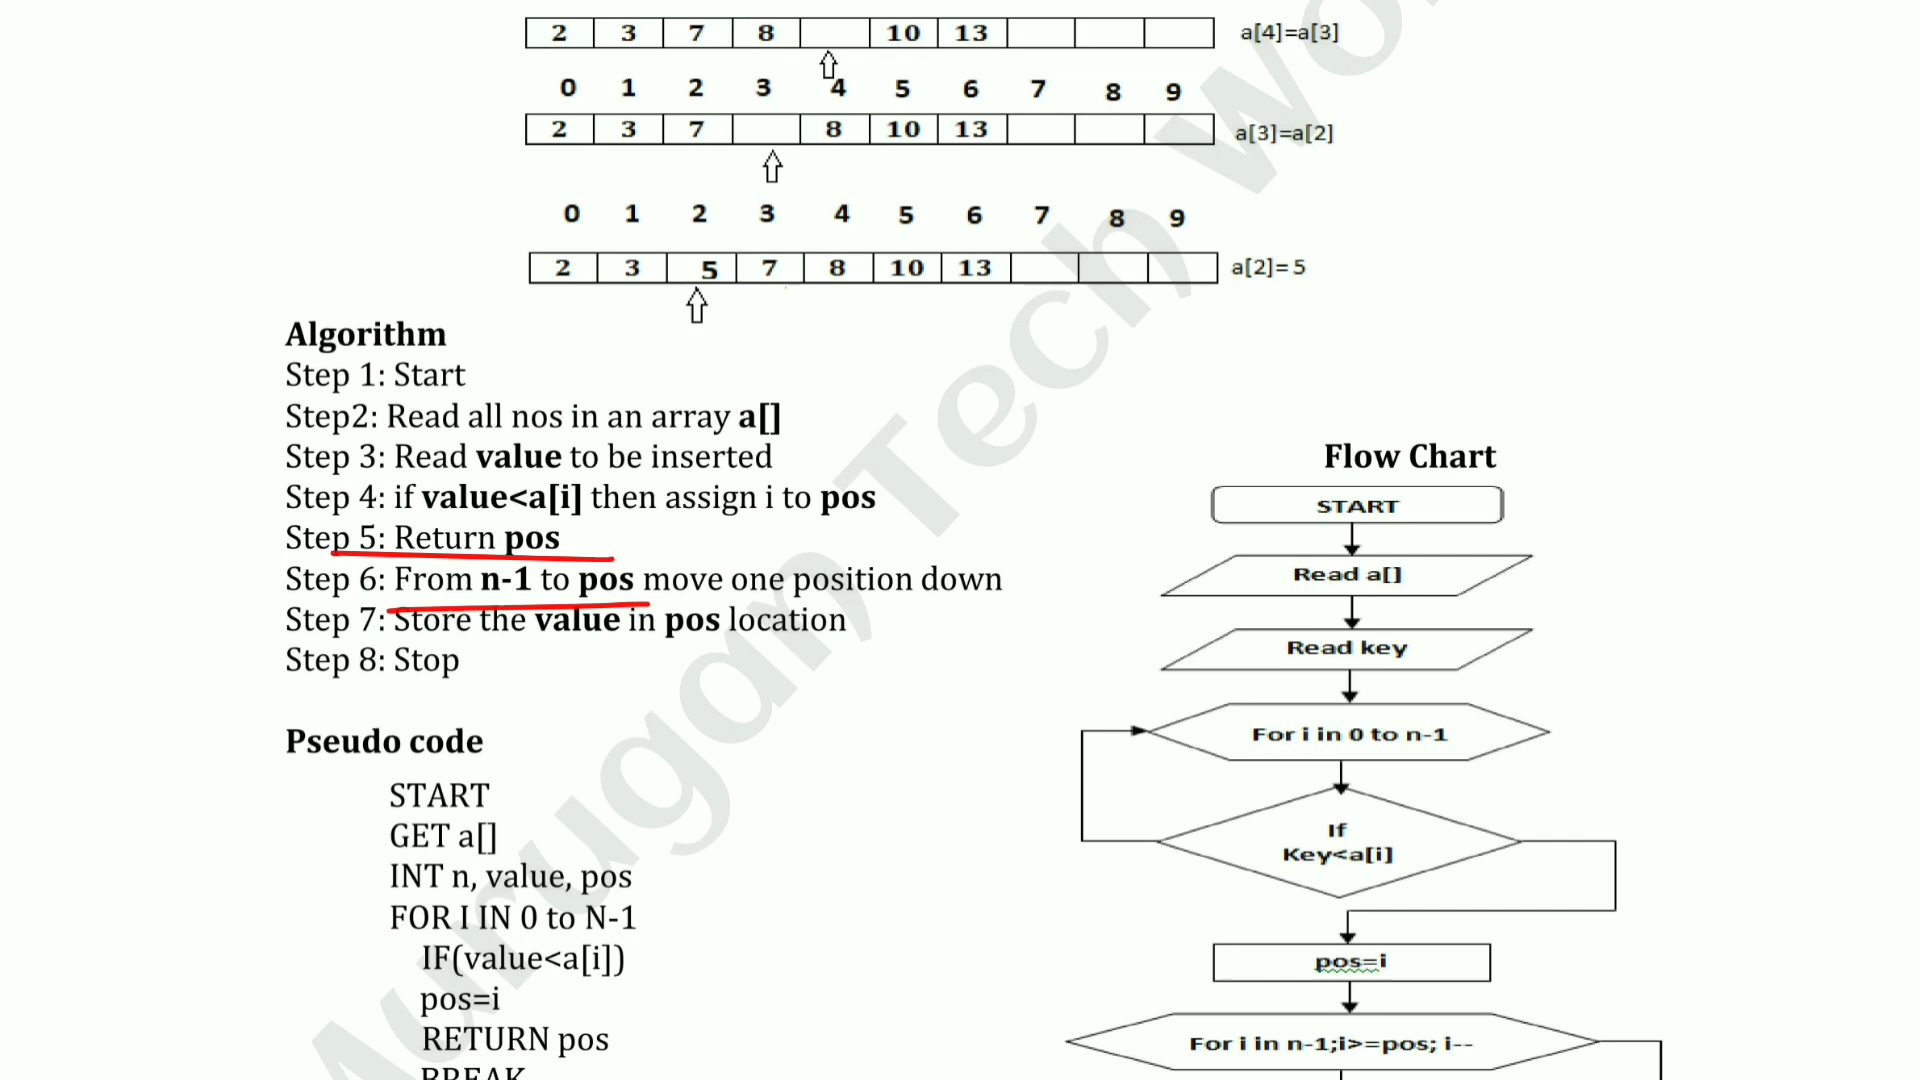 2 3 7 8 10 13 a[4]=a[3]
0 1 2 3 4 5 6 7 8 9
2 3 7 8 10 13 a[3]=a[2]
0 1 2 3 4 5 6 7 8 9
2 3 5 7 8 10 13 a[2]= 5
Algorithm
Step 1: Start
Step2: Read all nos in an array a[]
Step 3: Read value to be inserted
Step 4: if value<a[i] then assign i to pos
Step 5: Return pos
Step 6: From n-1 to pos move one position down
Step 7: Store the value in pos location
Step 8: Stop
Pseudo code
START
GET a[]
INT n, value, pos
FOR I IN 0 to N-1
IF(value<a[i])
pos=i
RETURN pos
BREAK
Flow Chart
START
Read a[]
Read key
For i in 0 to n-1
If
Key<a[i]
pos=i
For i in n-1;i>=pos; i--
Murugan Tech